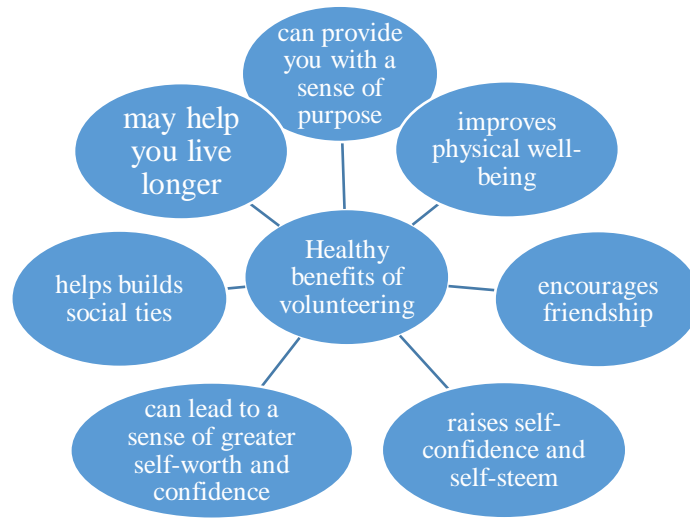 can provide
you with a
sense of
purpose
may help
you live
longer
improves
physical well-
being
Healthy
benefits of
volunteering
helps builds
social ties
encourages
friendship
can lead to a
sense of greater
self-worth and
confidence
raises self-
confidence and
self-steem